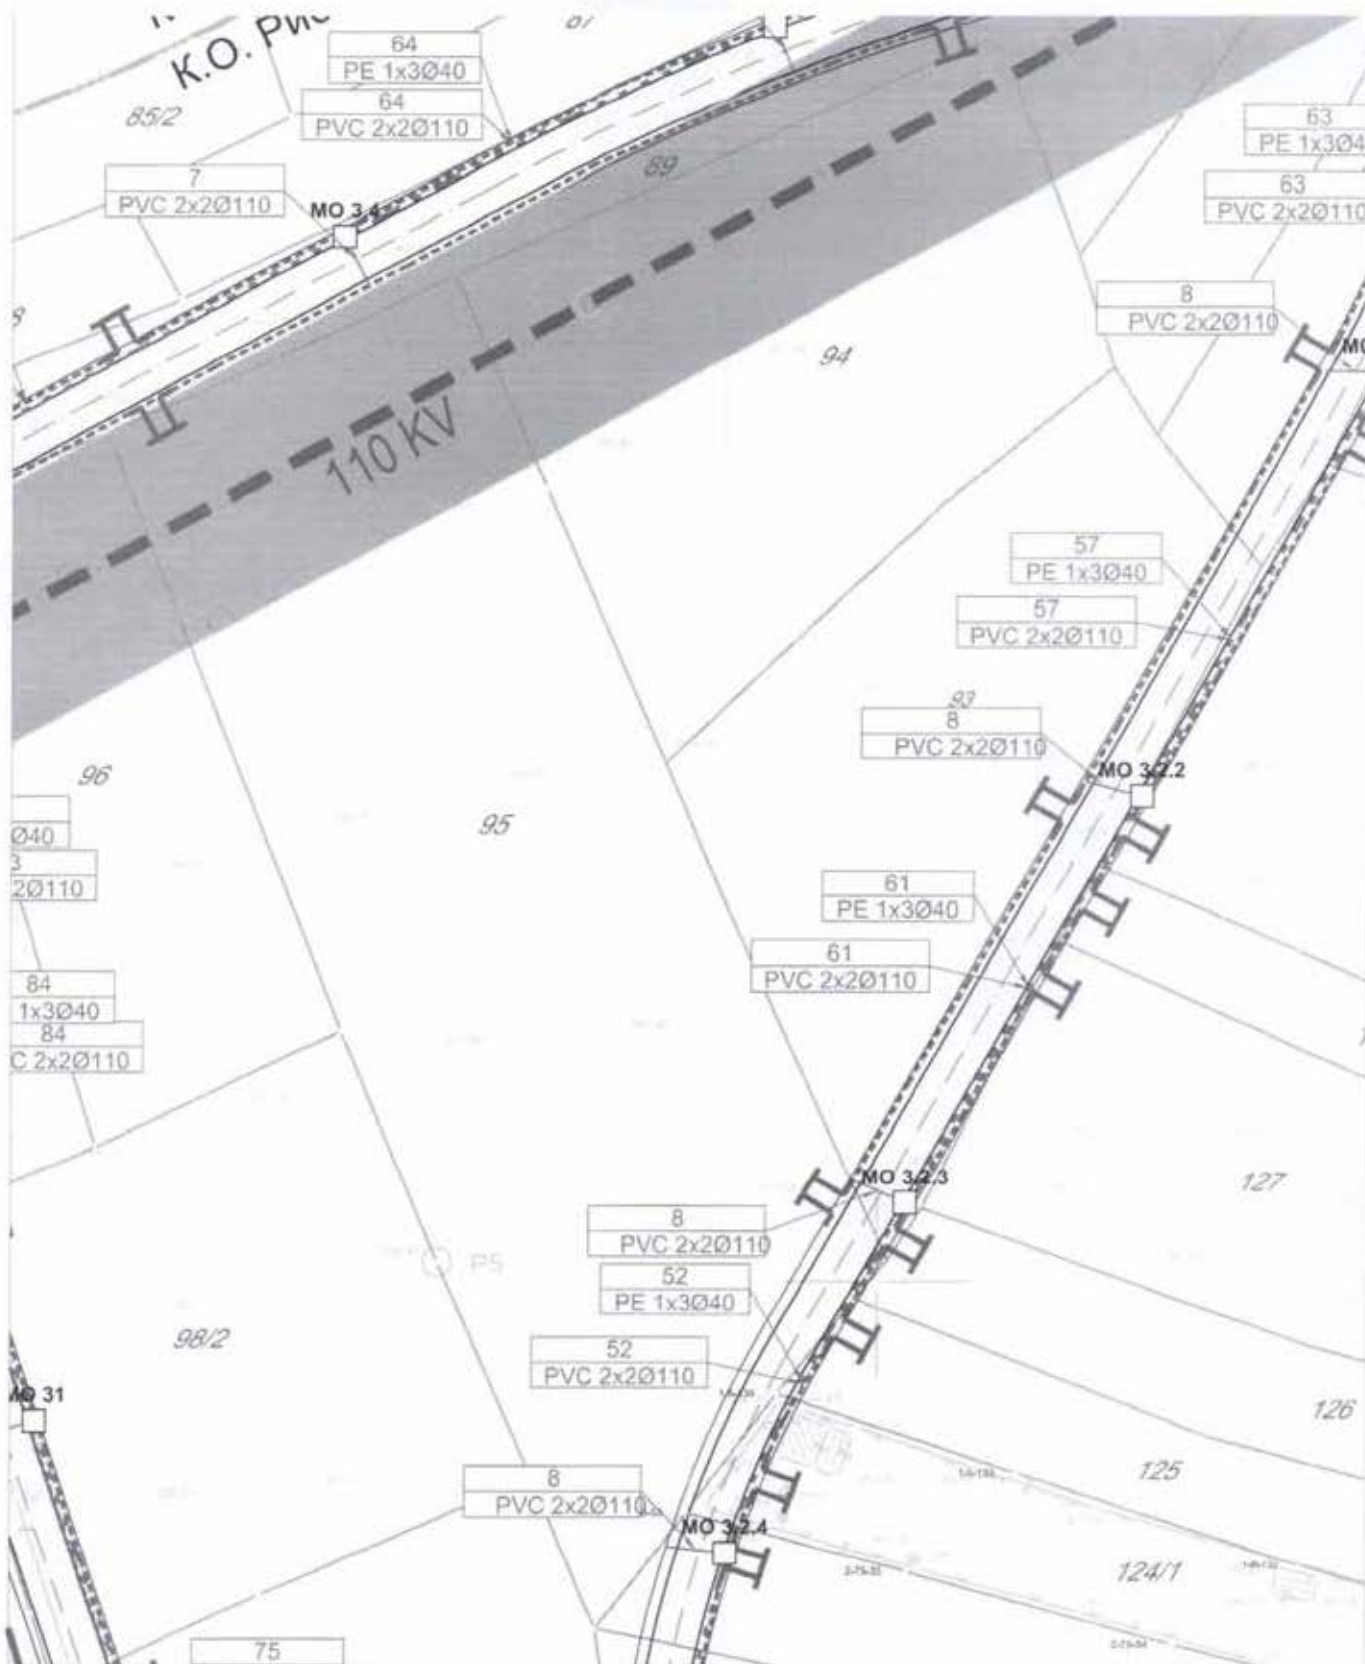 К.О. Рис
87
64
PE 1x3Ø40
64
PVC 2x2Ø110
85/2
63
PE 1x3Ø4
63
PVC 2x2Ø110
89
7
PVC 2x2Ø110
MO 3.4
8
PVC 2x2Ø110
MO
94
110 KV
57
PE 1x3Ø40
57
PVC 2x2Ø110
93
8
PVC 2x2Ø110
MO 3.2.2
96
95
Ø40
3
2Ø110
61
PE 1x3Ø40
61
PVC 2x2Ø110
84
1x3Ø40
84
C 2x2Ø110
127
MO 3.2.3
8
PVC 2x2Ø110
P5
52
PE 1x3Ø40
98/2
52
PVC 2x2Ø110
MO 31
126
125
8
PVC 2x2Ø110
MO 3.2.4
124/1
75